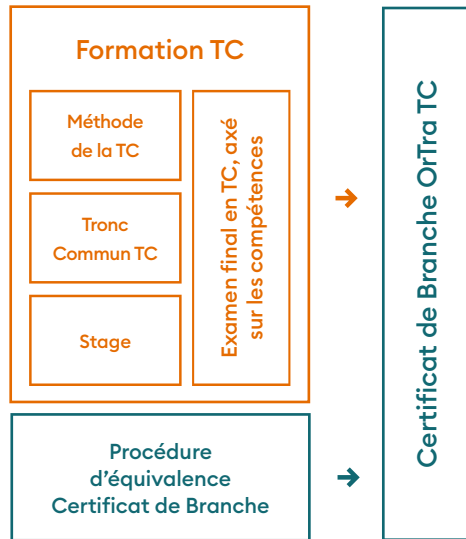 Formation TC
Méthode
de la TC
Tronc
Commun TC
Stage
Examen final en TC, axé
sur les compétences
Procédure
d'équivalence
Certificat de Branche
Certificat de Branche OrTra TC